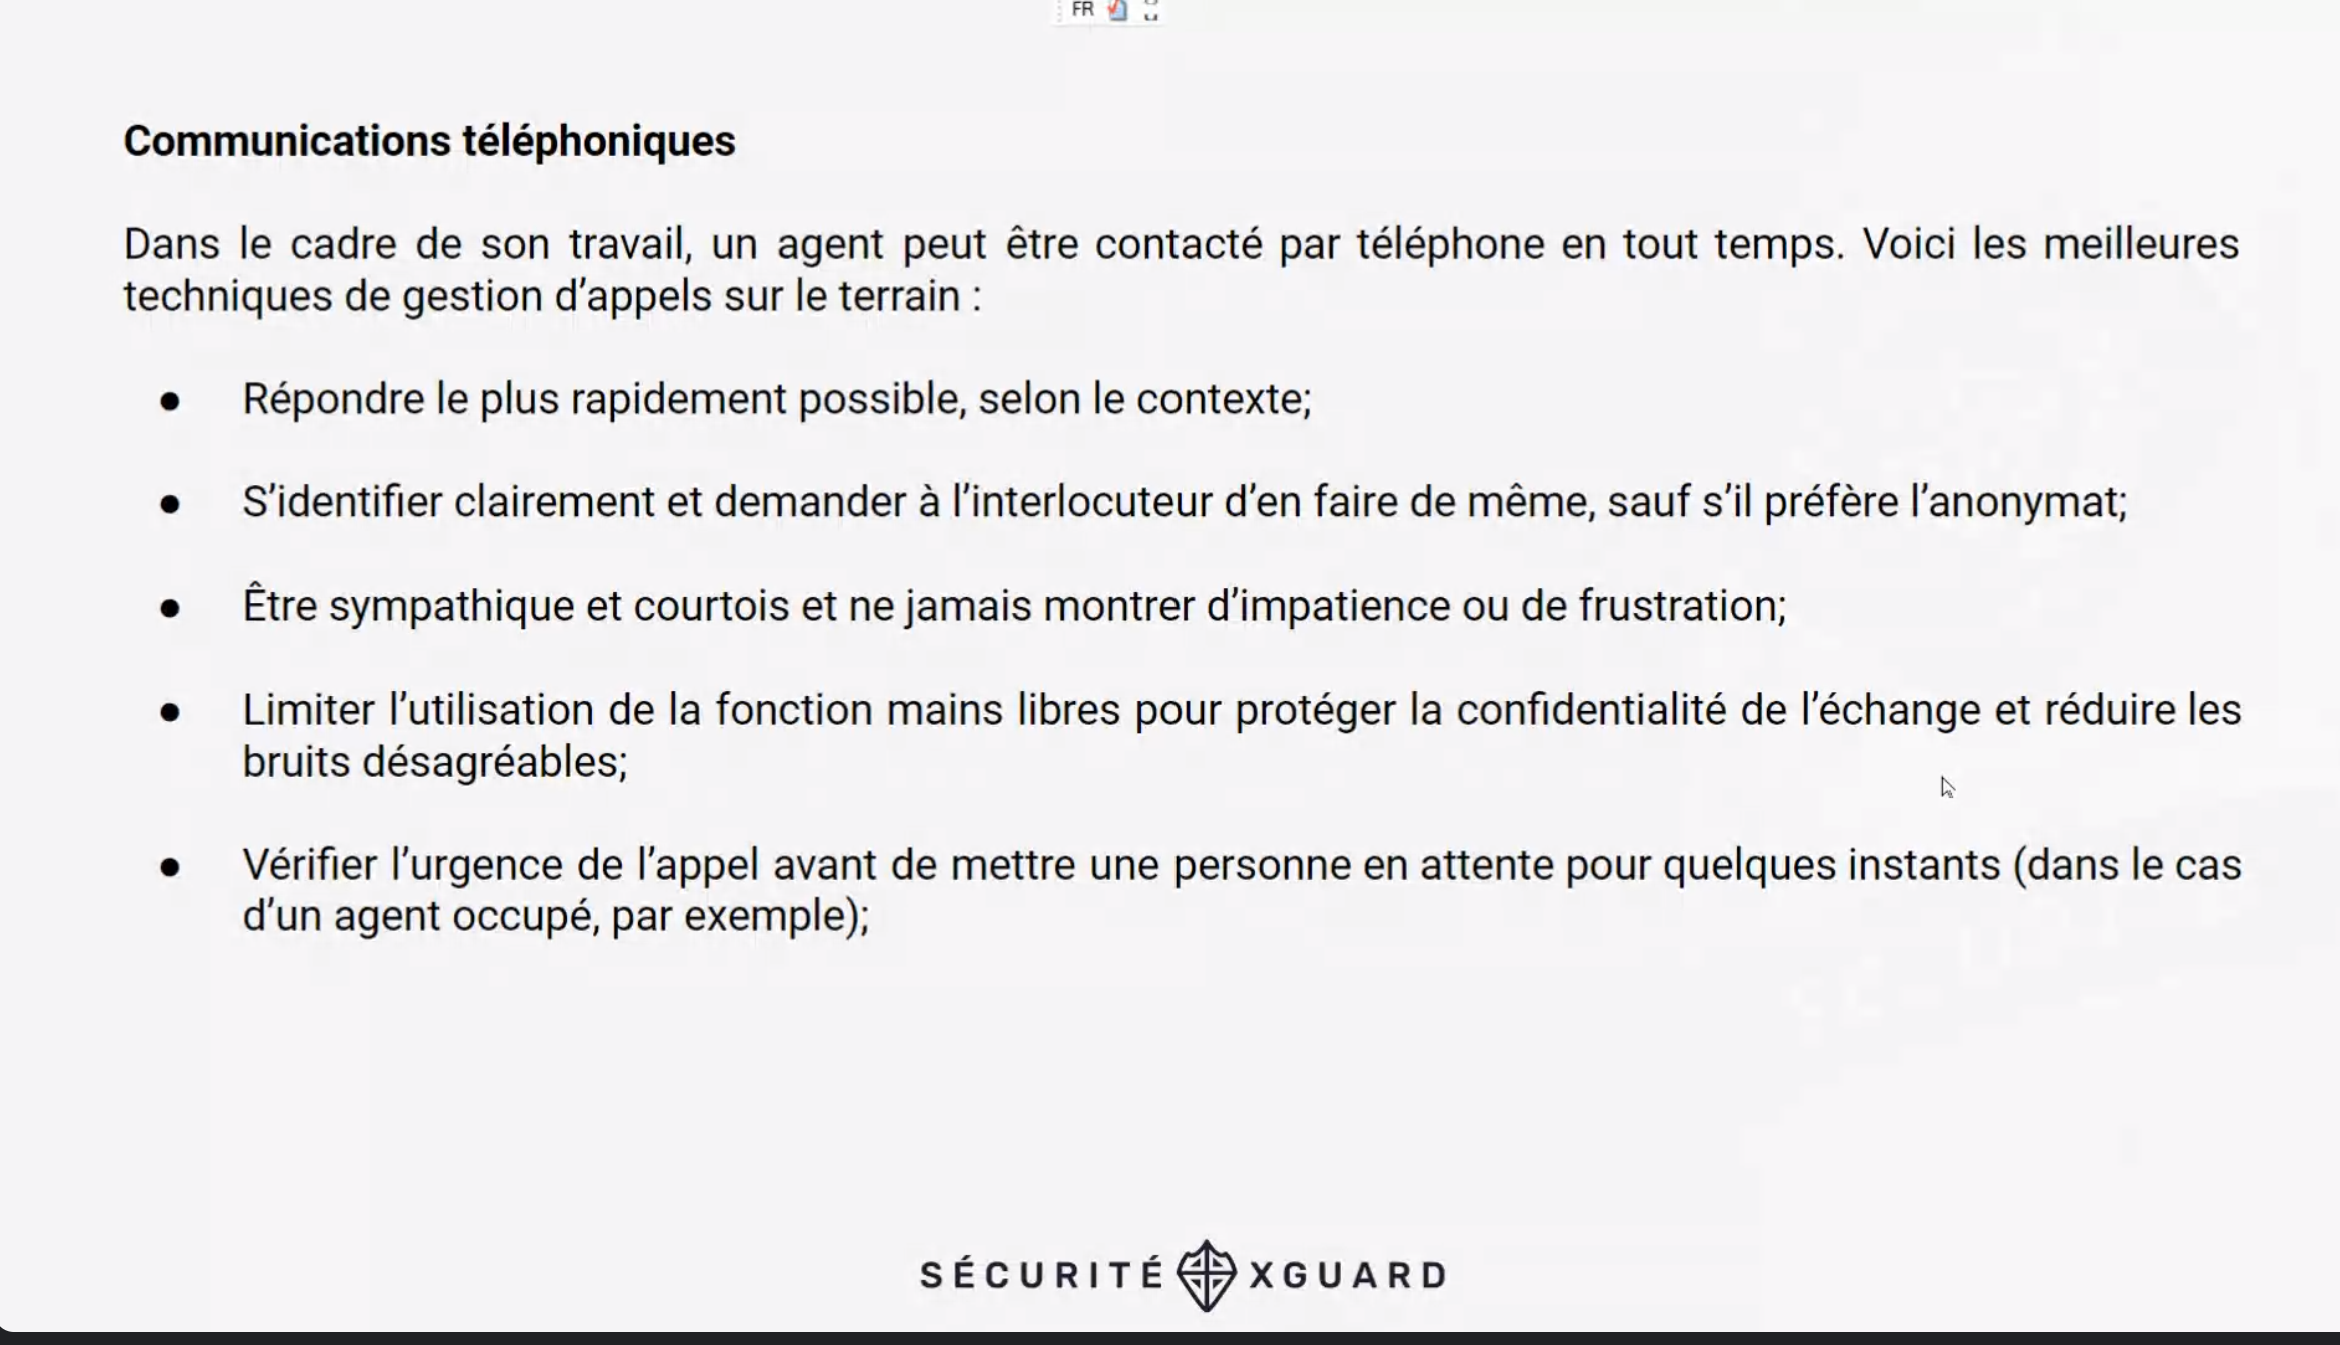 FR
Communications téléphoniques
Dans le cadre de son travail, un agent peut être contacté par téléphone en tout temps. Voici les meilleures
techniques de gestion d’appels sur le terrain :
● Répondre le plus rapidement possible, selon le contexte;
● S’identifier clairement et demander à l’interlocuteur d’en faire de même, sauf s’il préfère l’anonymat;
● Être sympathique et courtois et ne jamais montrer d’impatience ou de frustration;
● Limiter l’utilisation de la fonction mains libres pour protéger la confidentialité de l’échange et réduire les
bruits désagréables;
● Vérifier l’urgence de l’appel avant de mettre une personne en attente pour quelques instants (dans le cas
d’un agent occupé, par exemple);
SÉCURITÉ XGUARD